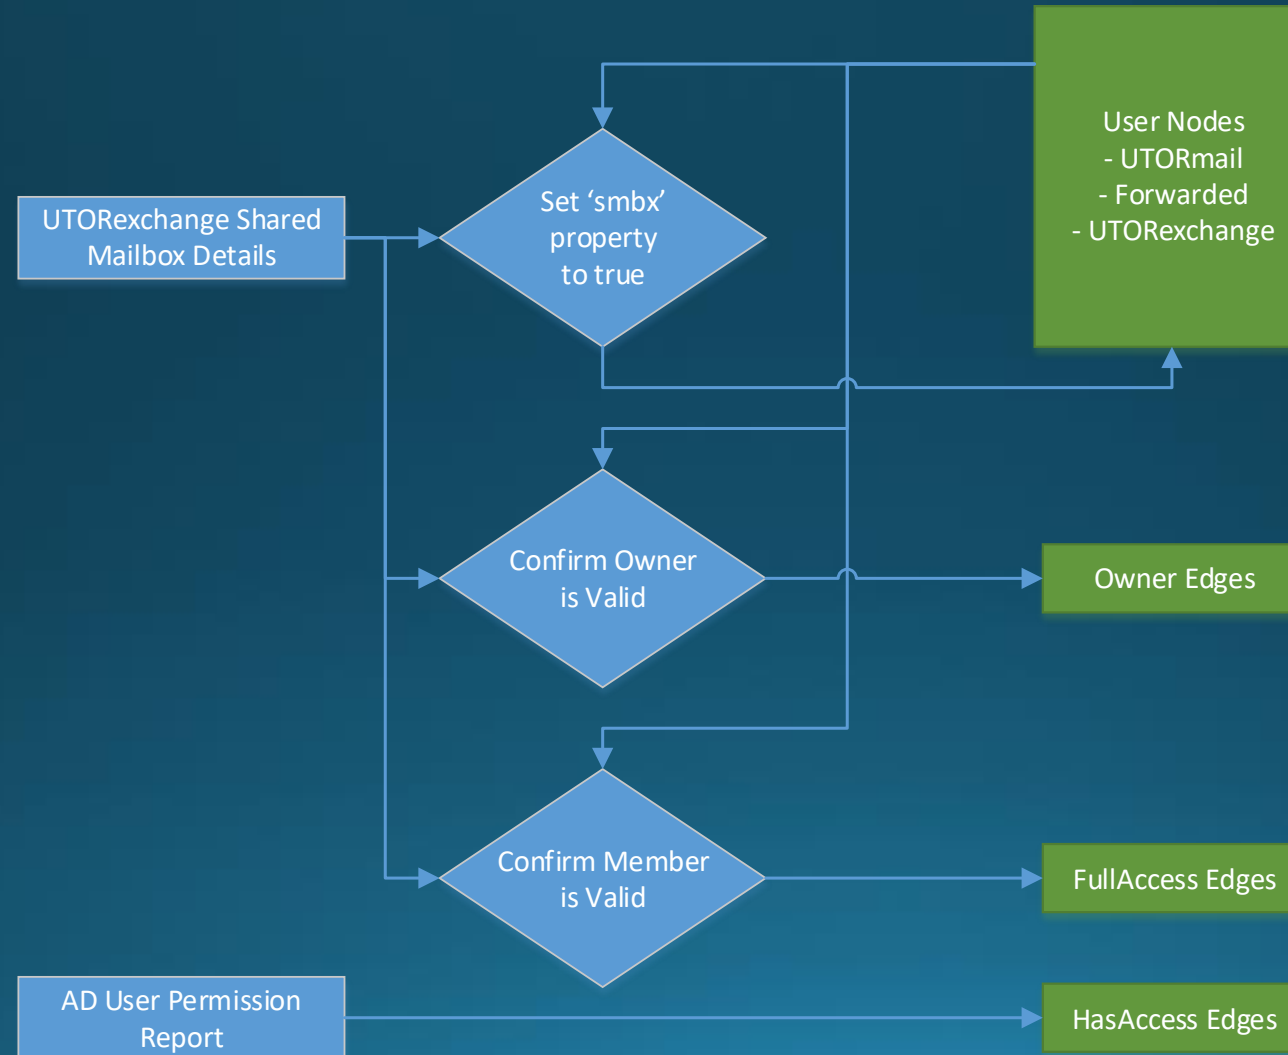 User Nodes
- UTORmail
- Forwarded
- UTORexchange
UTORexchange Shared
Mailbox Details
Set ‘smbx’
property
to true
Confirm Owner
is Valid
Owner Edges
Confirm Member
is Valid
FullAccess Edges
AD User Permission
Report
HasAccess Edges